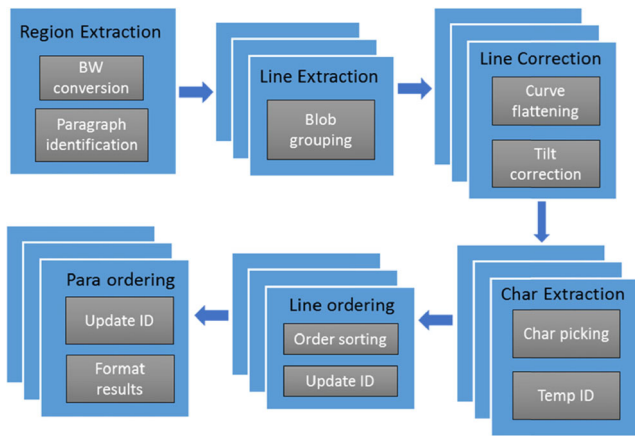 Region Extraction
BW
conversion
Paragraph
identification
Line Extraction
Blob
grouping
Line Correction
Curve
flattening
Tilt
correction
Char Extraction
Char picking
Temp ID
Line ordering
Order sorting
Update ID
Para ordering
Update ID
Format
results